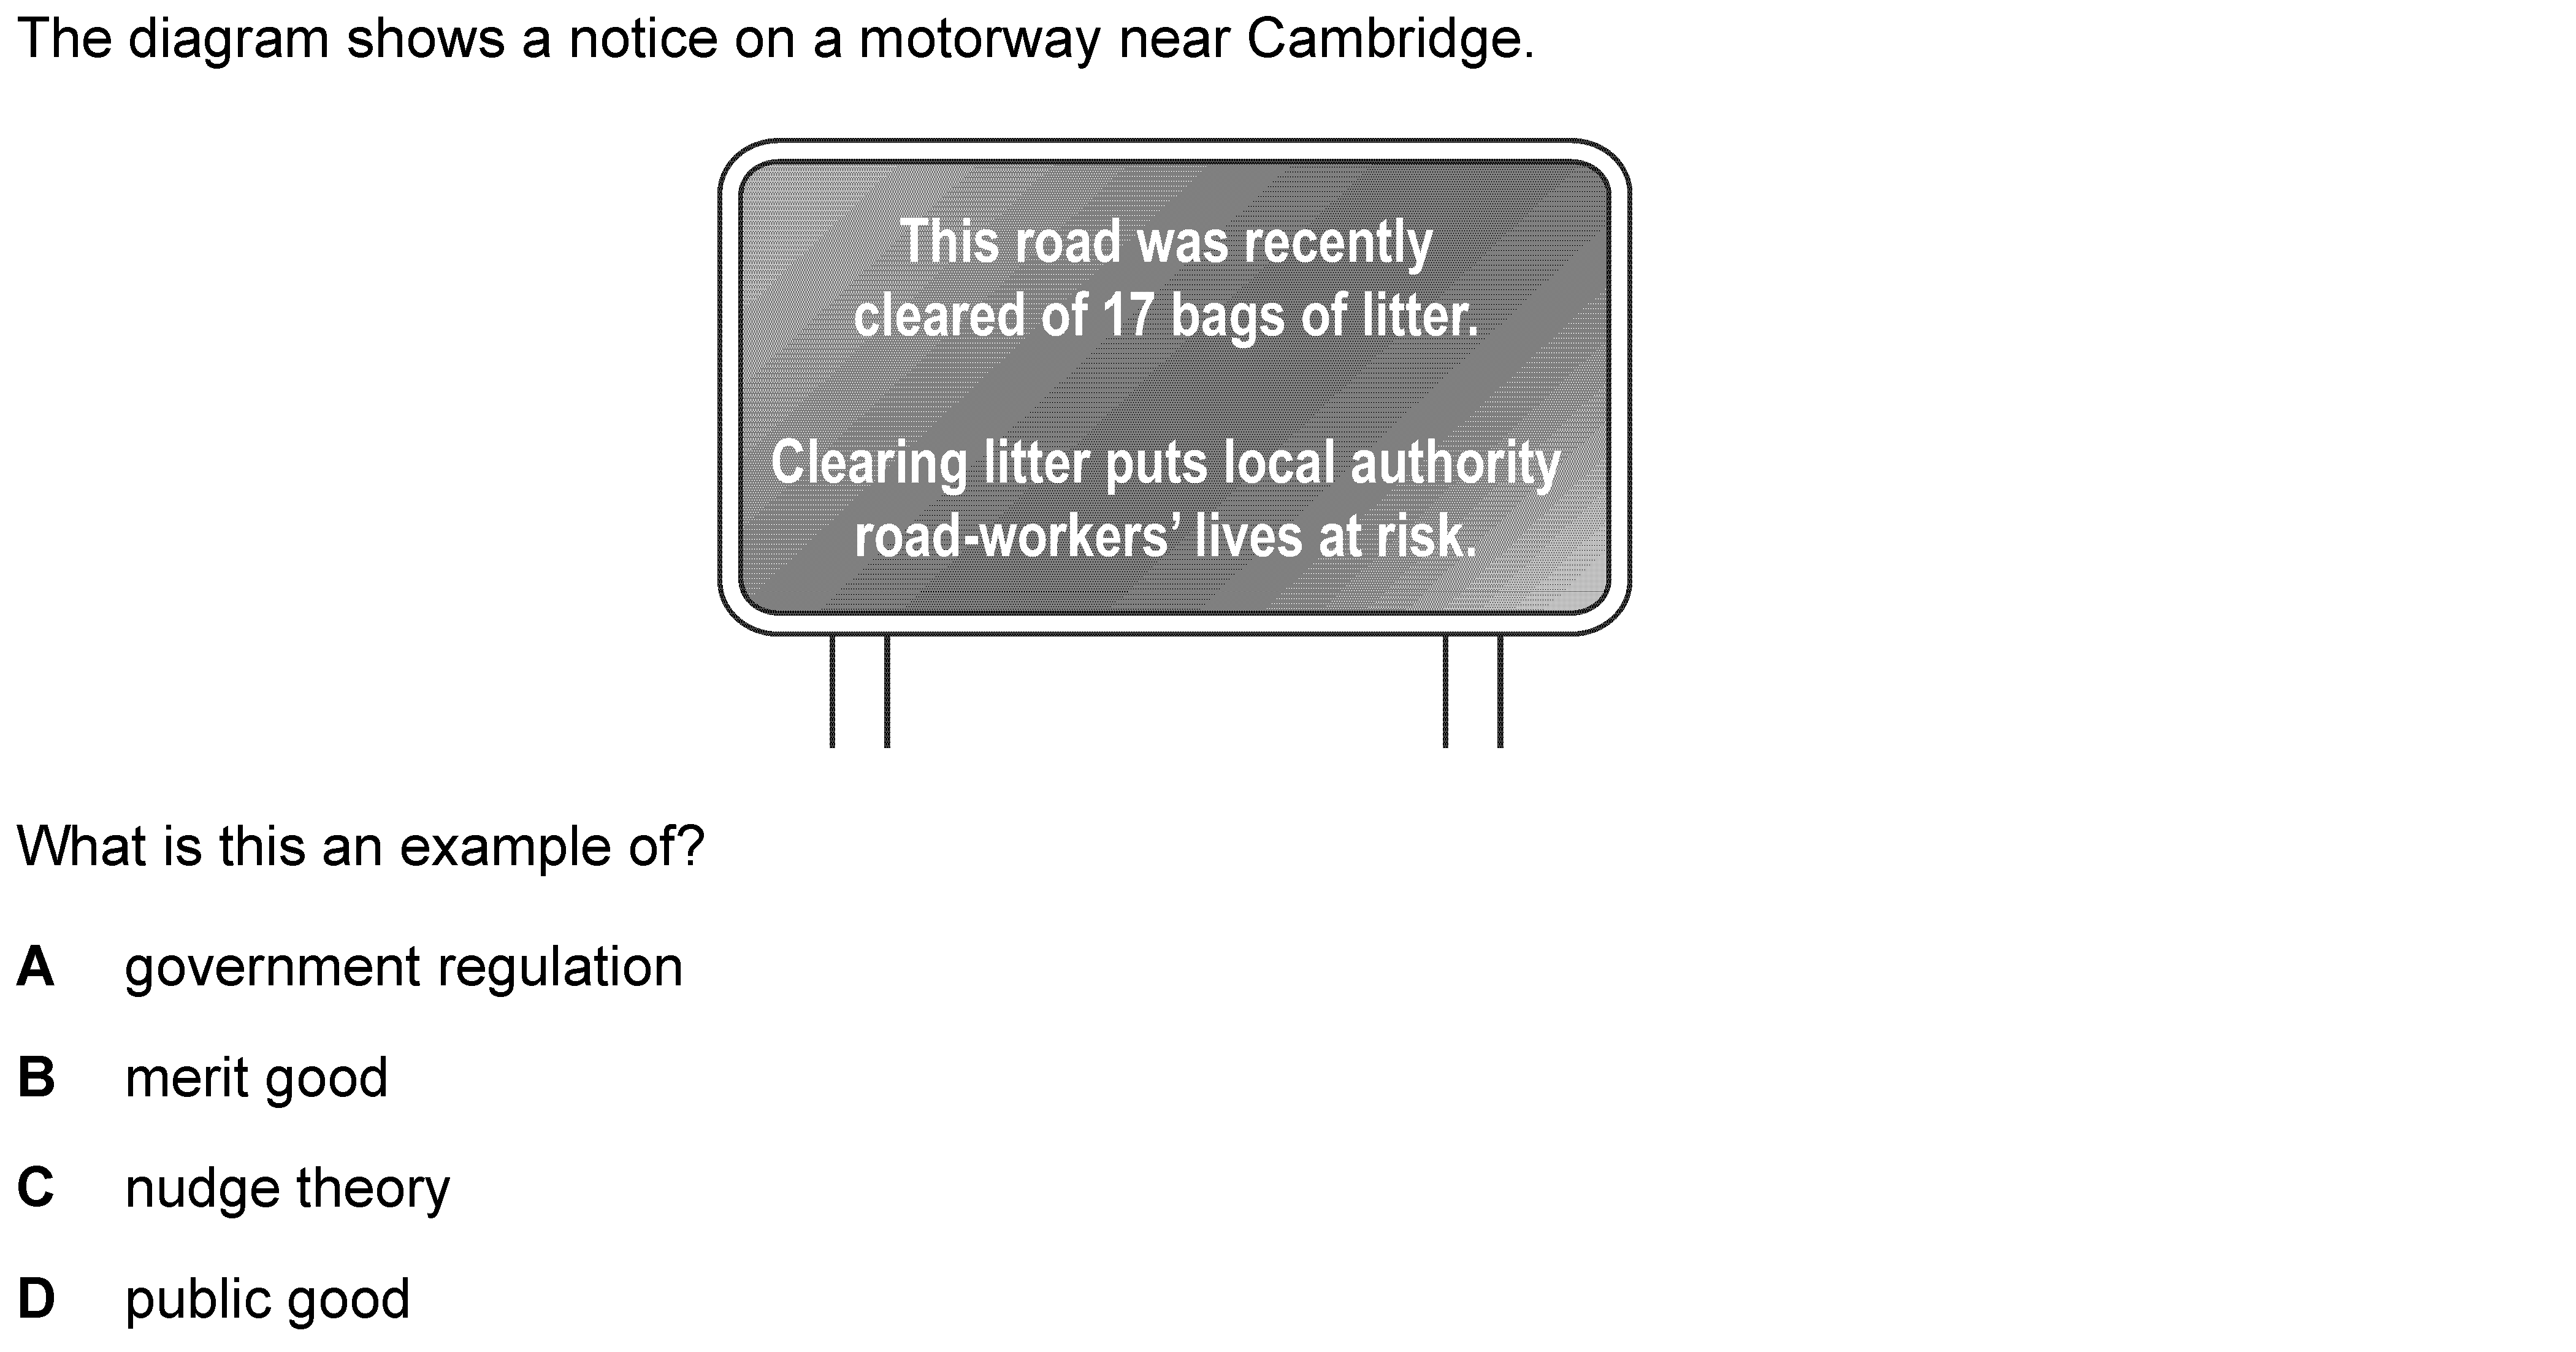 The diagram shows a notice on a motorway near Cambridge.
This road was recently
cleared of 17 bags of litter.
Clearing litter puts local authority
road-workers’ lives at risk.
What is this an example of?
A government regulation
B merit good
C nudge theory
D public good